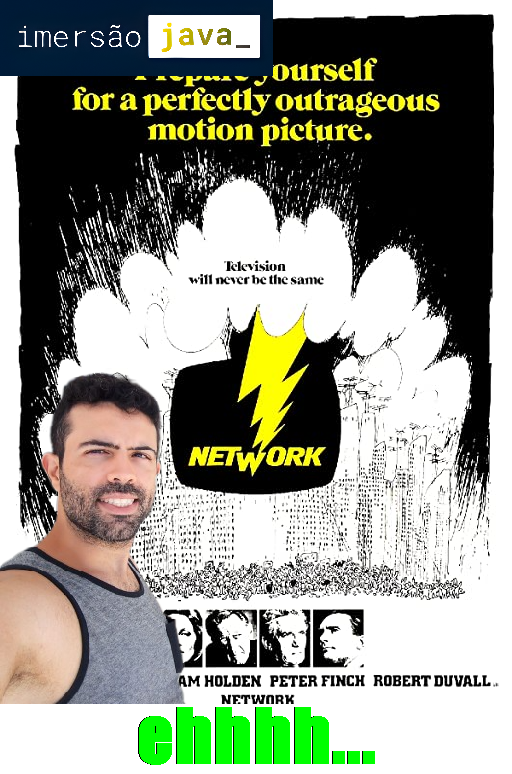 imersão java_
Prepare yourself
for a perfectly outrageous
motion picture.
Television
will never be the same
NETWORK
AM HOLDEN PETER FINCH ROBERT DUVALL
NETWORK
ehhhh...